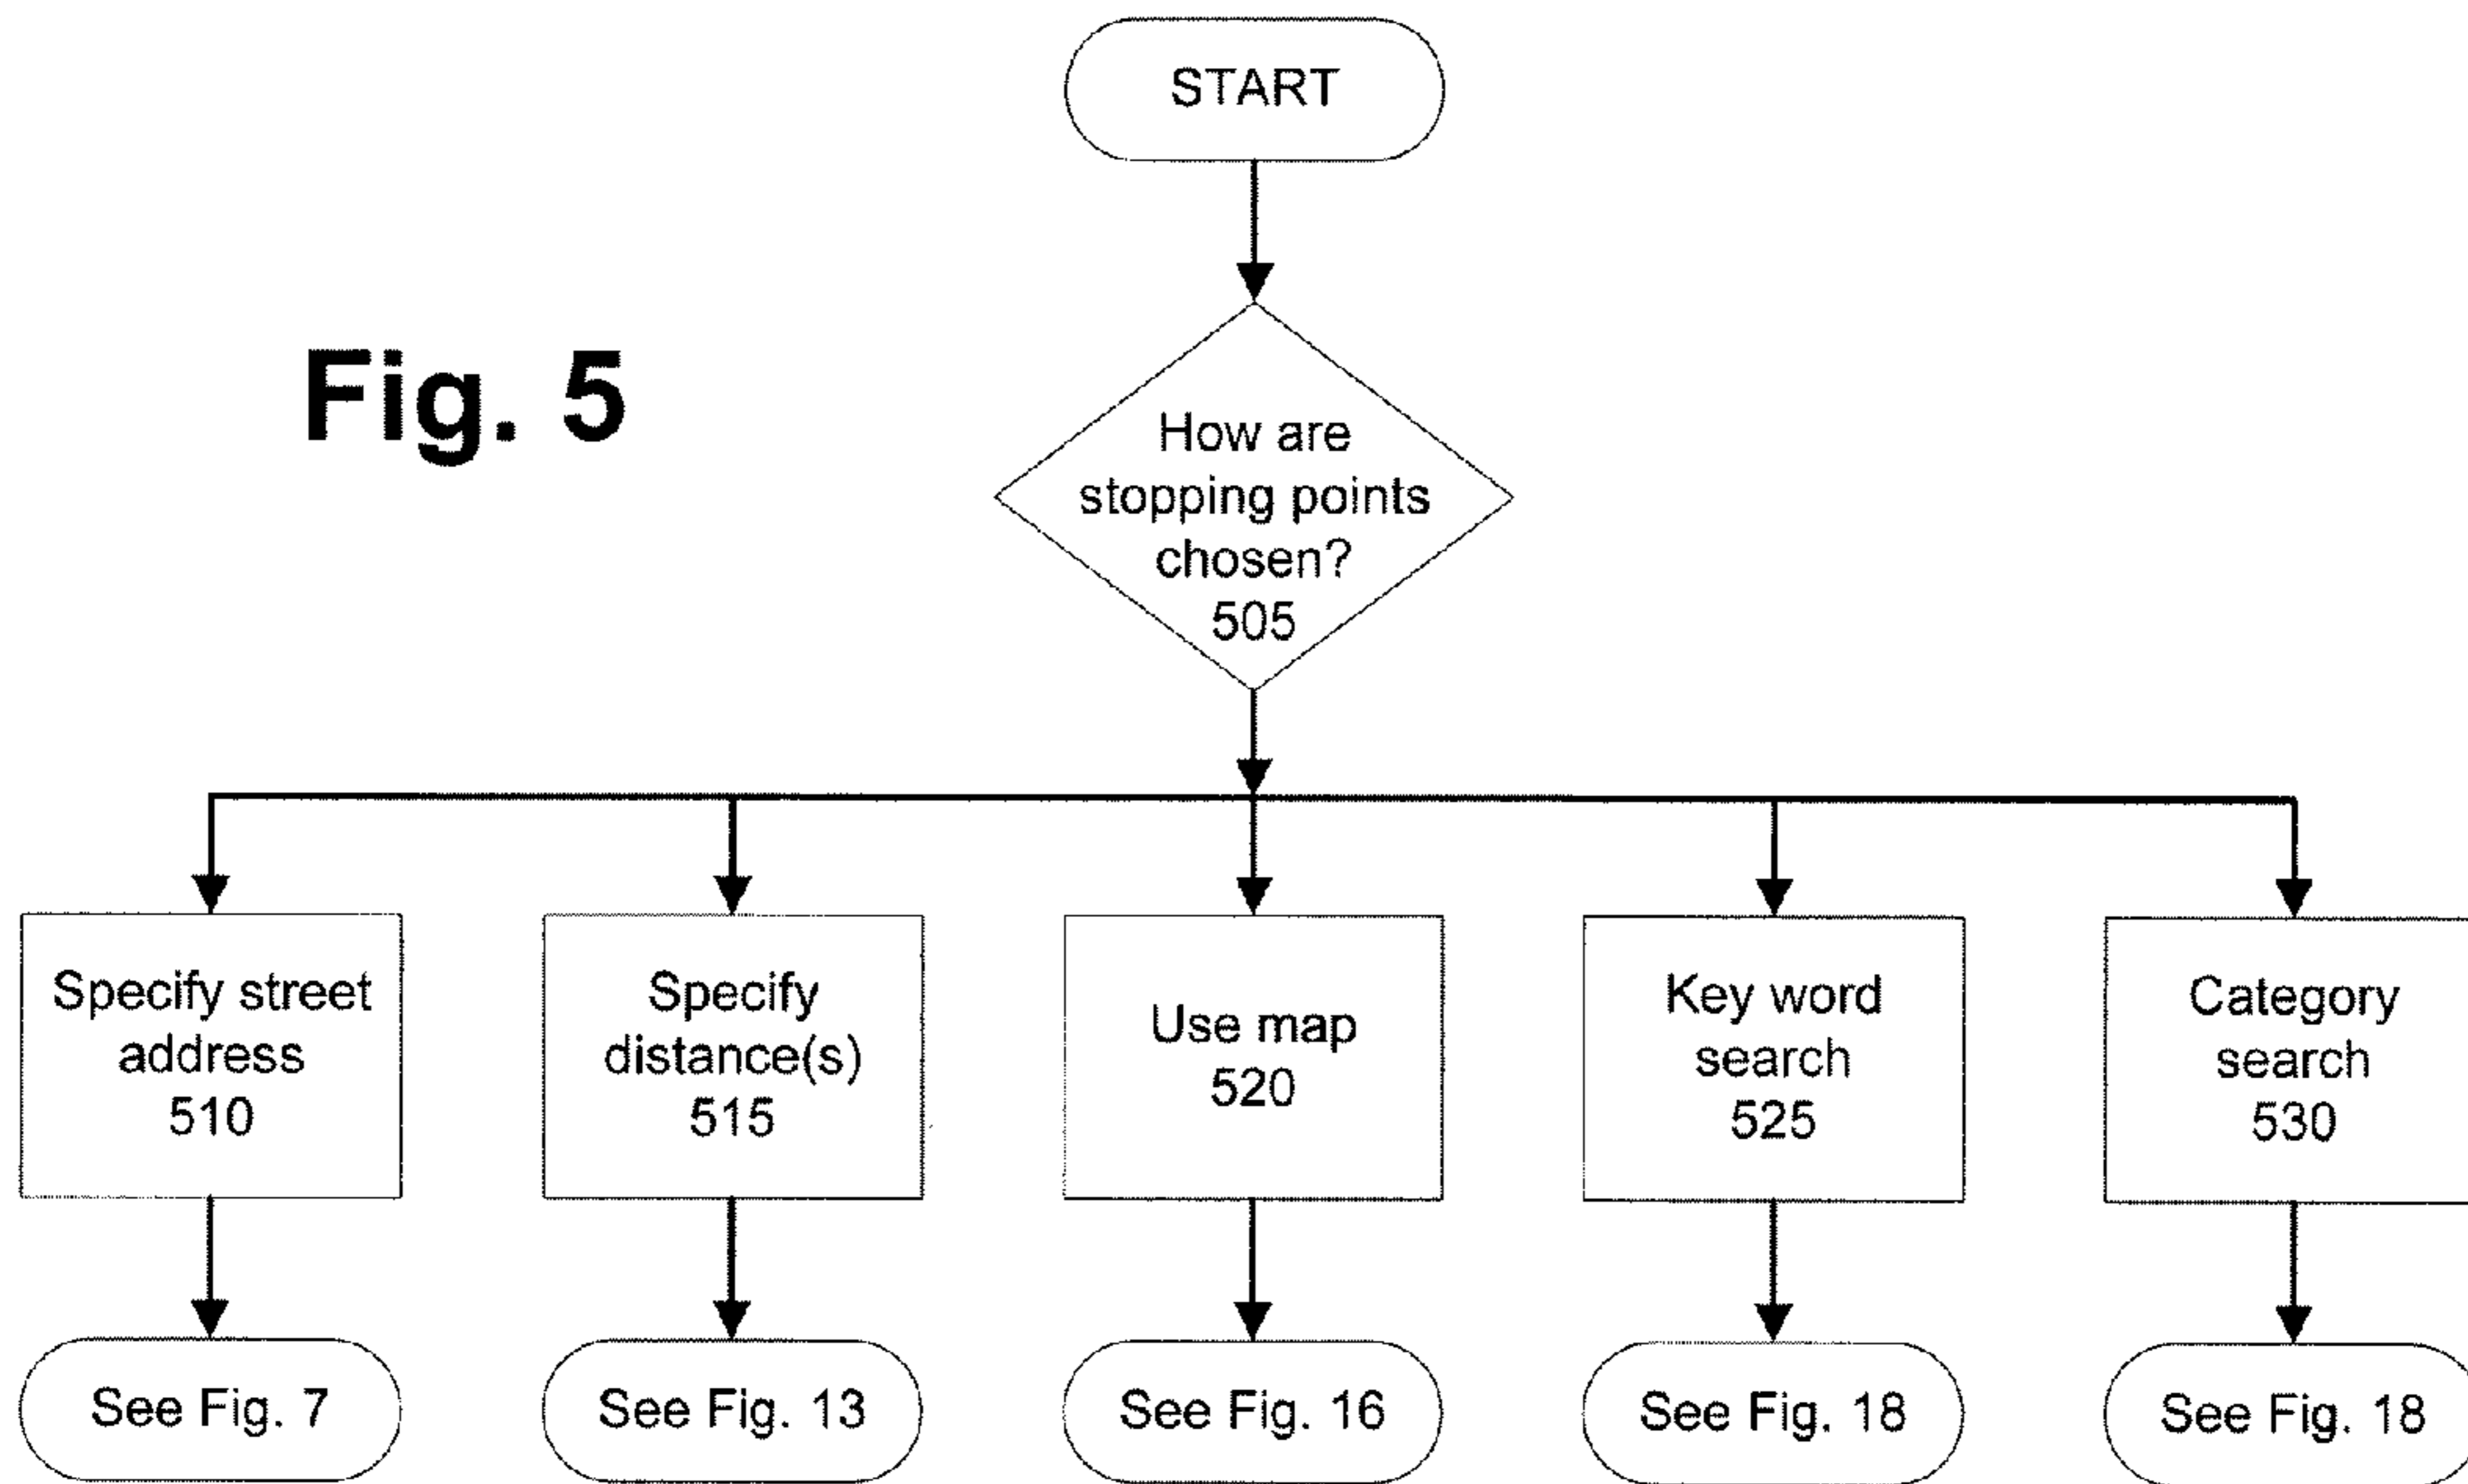 START
Fig. 5
How are
stopping points
chosen?
505
Specify street
address
510
Specify
distance(s)
515
Use map
520
Key word
search
525
Category
search
530
See Fig. 7
See Fig. 13
See Fig. 16
See Fig. 18
See Fig. 18